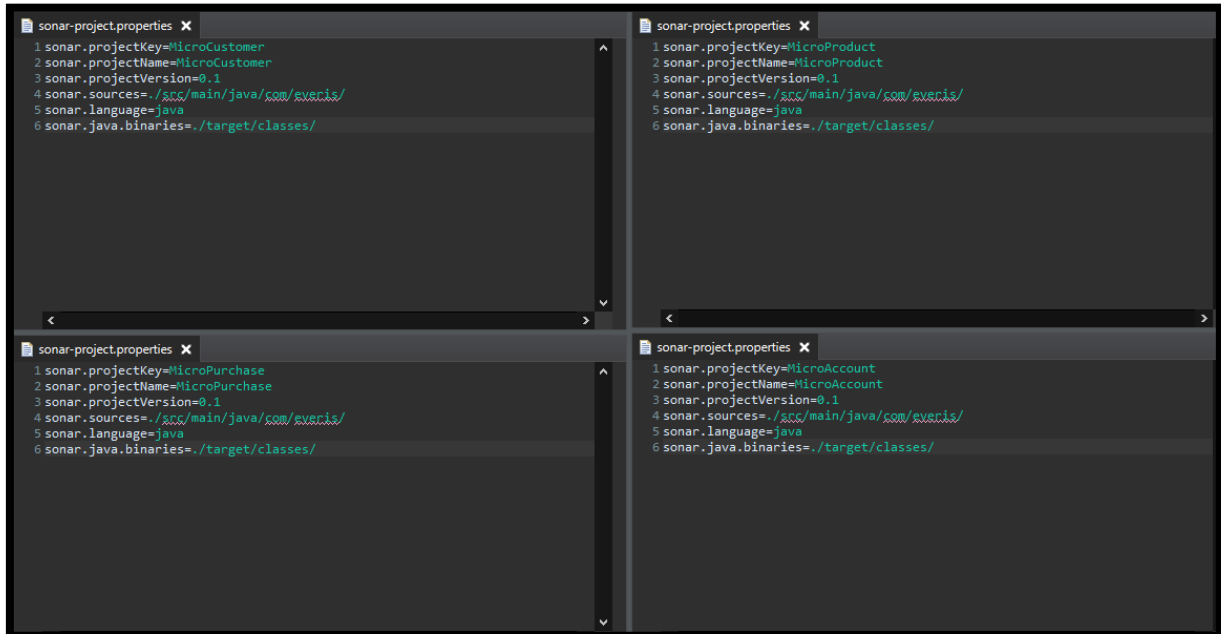 sonar-project.properties
1 sonar.projectKey=MicroCustomer
2 sonar.projectName=MicroCustomer
3 sonar.projectVersion=0.1
4 sonar.sources=./src/main/java/com/everis/
5 sonar.language=java
6 sonar.java.binaries=./target/classes/
sonar-project.properties
1 sonar.projectKey=MicroProduct
2 sonar.projectName=MicroProduct
3 sonar.projectVersion=0.1
4 sonar.sources=./src/main/java/com/everis/
5 sonar.language=java
6 sonar.java.binaries=./target/classes/
sonar-project.properties
1 sonar.projectKey=MicroPurchase
2 sonar.projectName=MicroPurchase
3 sonar.projectVersion=0.1
4 sonar.sources=./src/main/java/com/everis/
5 sonar.language=java
6 sonar.java.binaries=./target/classes/
sonar-project.properties
1 sonar.projectKey=MicroAccount
2 sonar.projectName=MicroAccount
3 sonar.projectVersion=0.1
4 sonar.sources=./src/main/java/com/everis/
5 sonar.language=java
6 sonar.java.binaries=./target/classes/